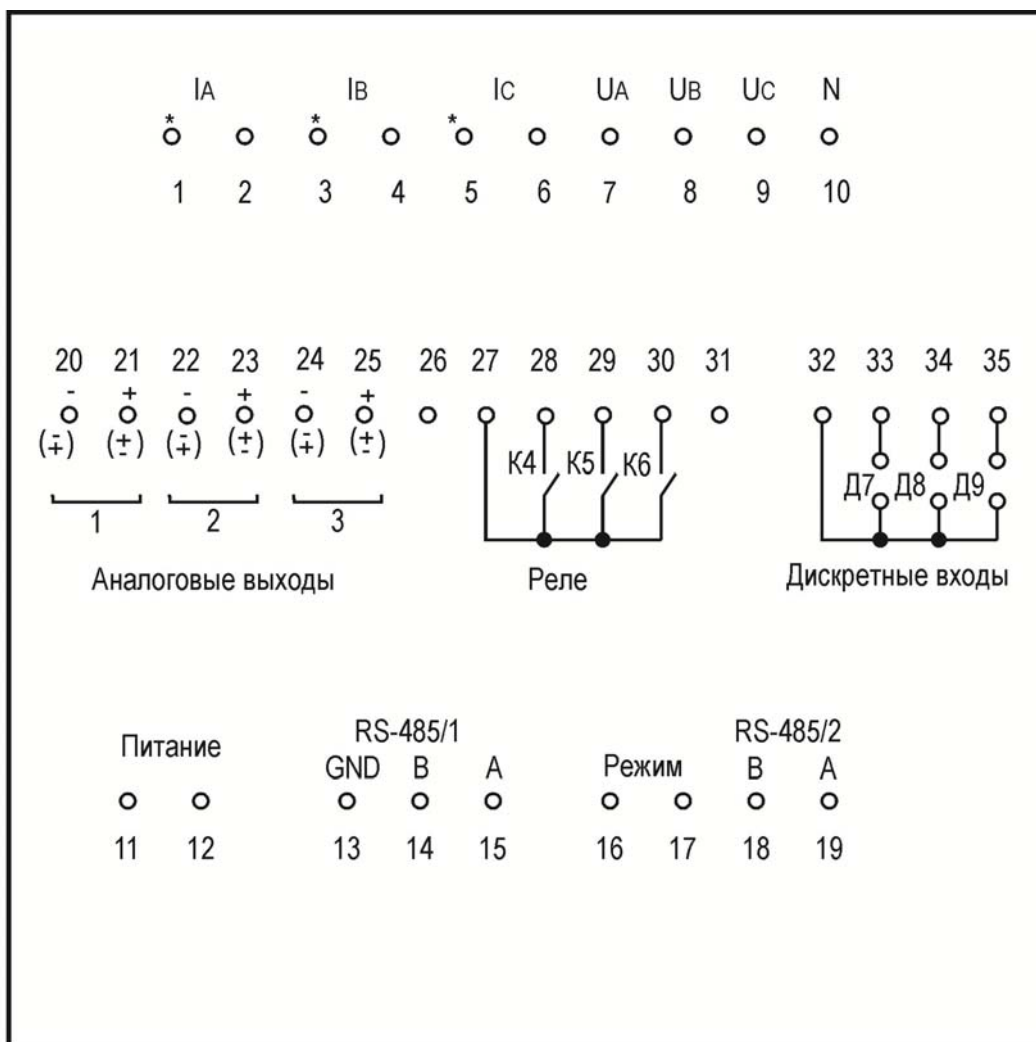 IA IB IC UA UB UC N
* * *
1 2 3 4 5 6 7 8 9 10
20 21 22 23 24 25 26 27 28 29 30 31 32 33 34 35
- + - + - +
(-+) (+-) (-+) (+-) (-+) (+-)
К4 К5 К6
Д7 Д8 Д9
1 2 3
Аналоговые выходы Реле Дискретные входы
RS-485/1 RS-485/2
Питание GND B A Режим B A
11 12 13 14 15 16 17 18 19